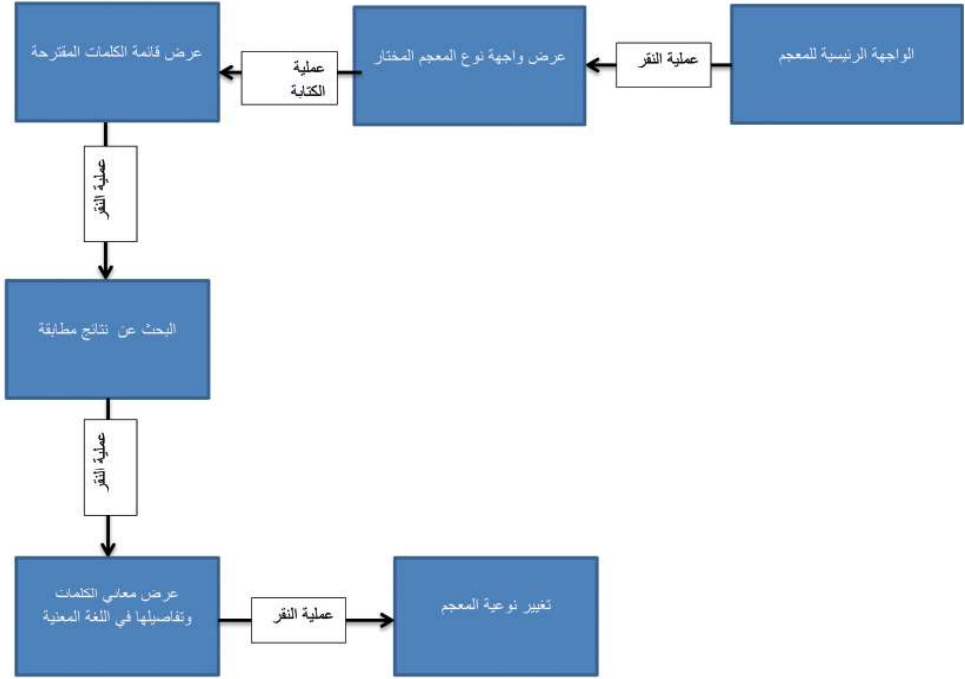 الواجهة الرئيسية للمعجم
عملية النقر
عرض واجهة نوع المعجم المختار
عملية
الكتابة
عرض قائمة الكلمات المقترحة
عملية النقر
البحث عن نتائج مطابقة
عملية النقر
عرض معاني الكلمات
وتفاصيلها في اللغة المعنية
عملية النقر
تغيير نوعية المعجم